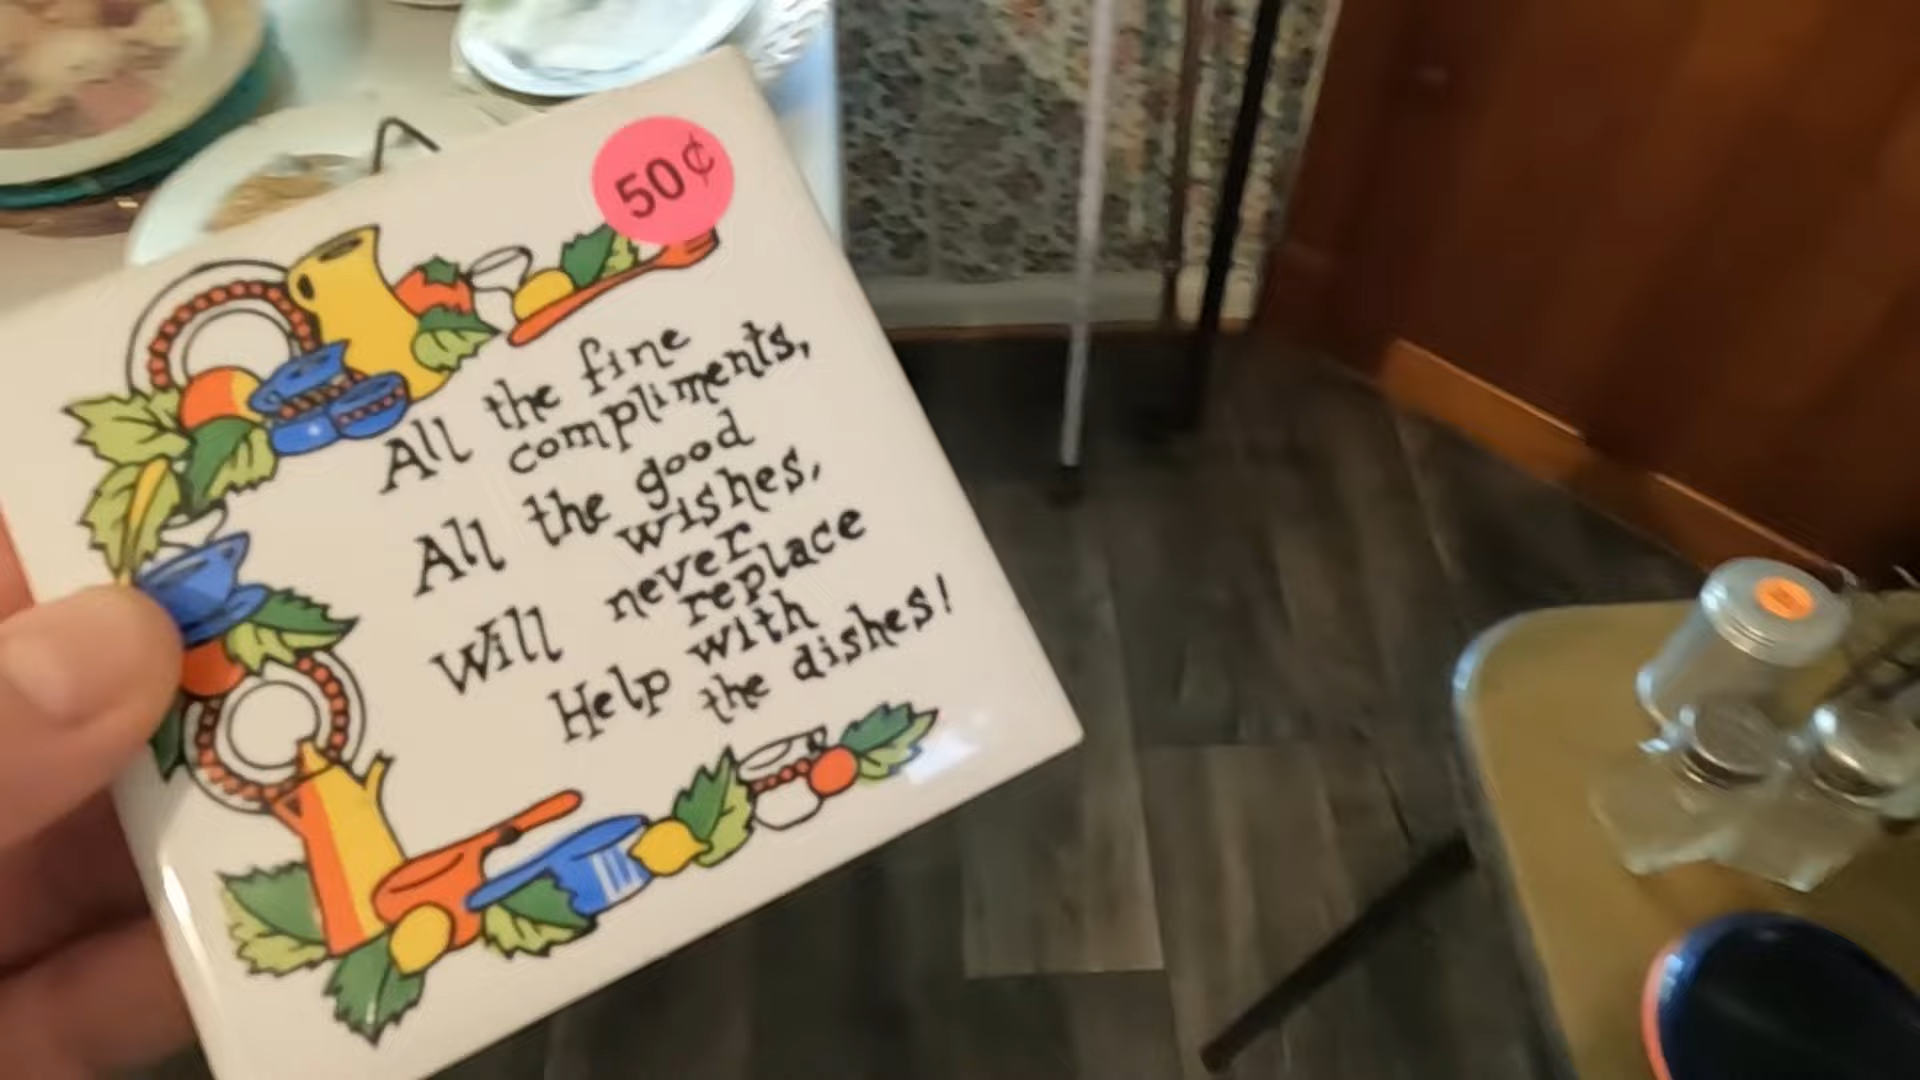 50¢
All the fine
compliments,
All the good
wishes,
Will never
replace
Help with
the dishes!